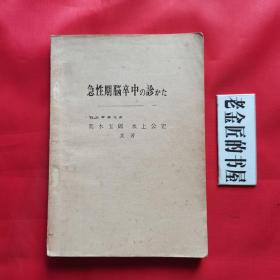 急性期脳卒中の診かた
荒木五郎 水上公宏
共著
老金匠的书屋